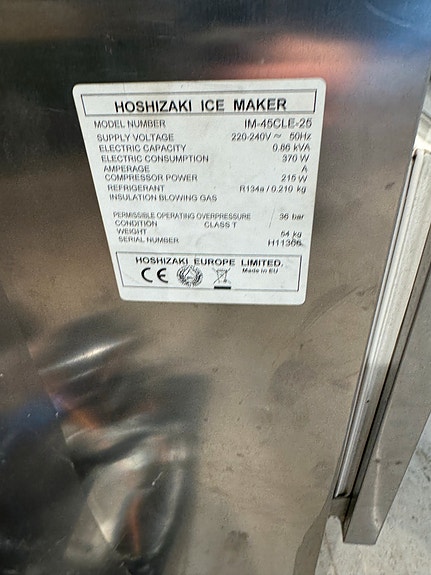 HOSHIZAKI ICE MAKER
MODEL NUMBER IM-45CLE-25
SUPPLY VOLTAGE 220-240V ~ 50Hz
ELECTRIC CAPACITY 0.86 kVA
ELECTRIC CONSUMPTION 370 W
AMPERAGE A
COMPRESSOR POWER 215 W
REFRIGERANT R134a / 0.210 kg
INSULATION BLOWING GAS
PERMISSIBLE OPERATING OVERPRESSURE 36 bar
CONDITION CLASS T
WEIGHT 54 kg
SERIAL NUMBER H11366
HOSHIZAKI EUROPE LIMITED.
Made in EU
CE